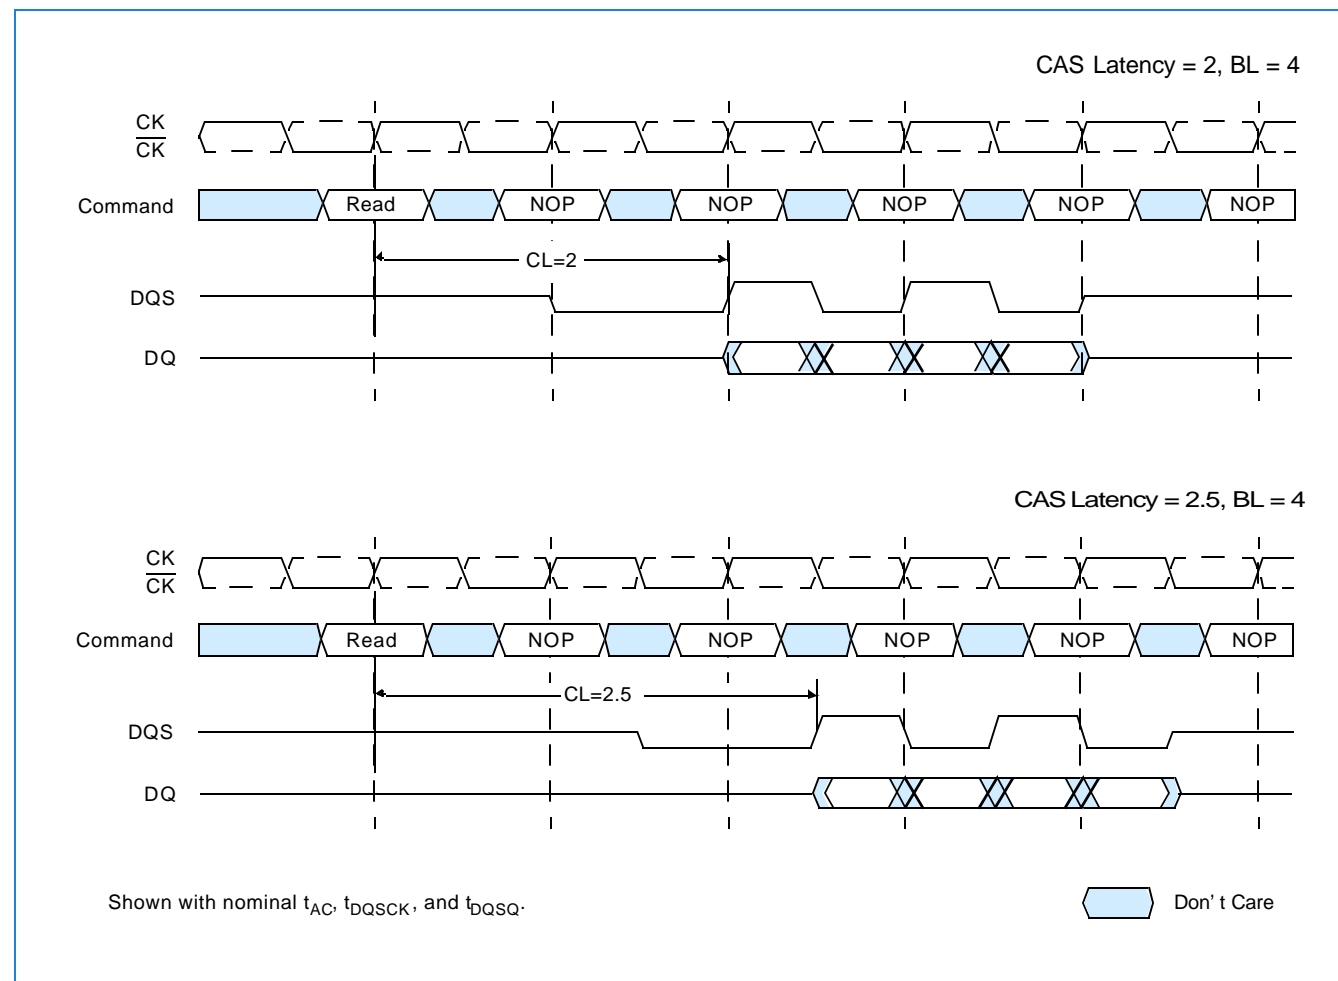 CAS Latency = 2, BL = 4
CK
CK
Command
Read
NOP
NOP
NOP
NOP
NOP
CL=2
DQS
DQ
CAS Latency = 2.5, BL = 4
CK
CK
Command
Read
NOP
NOP
NOP
NOP
NOP
CL=2.5
DQS
DQ
Shown with nominal tAC, tDQSCK, and tDQSQ.
Don' t Care